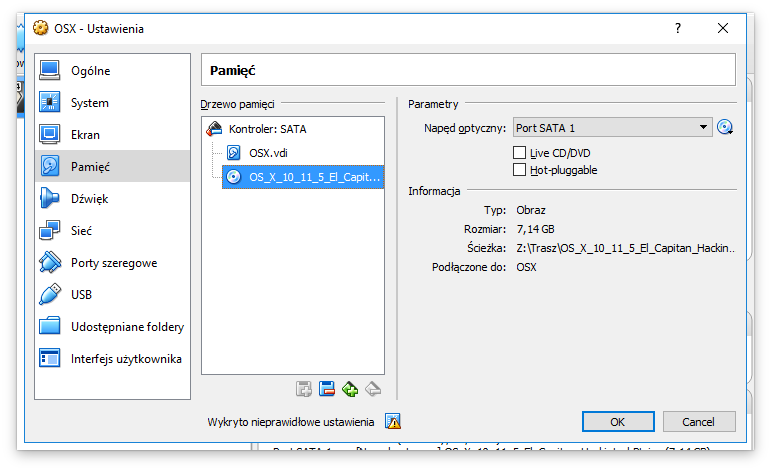 OSX - Ustawienia
Ogólne
System
Ekran
Pamięć
Dźwięk
Sieć
Porty szeregowe
USB
Udostępniane foldery
Interfejs użytkownika
Pamięć
Drzewo pamięci
Kontroler: SATA
OSX.vdi
OS_X_10_11_5_El_Capit...
Parametry
Napęd optyczny: Port SATA 1
Live CD/DVD
Hot-pluggable
Informacja
Typ: Obraz
Rozmiar: 7,14 GB
Ścieżka: Z:\Trasz\OS_X_10_11_5_El_Capitan_Hackin...
Podłączone do: OSX
Wykryto nieprawidłowe ustawienia
OK
Cancel